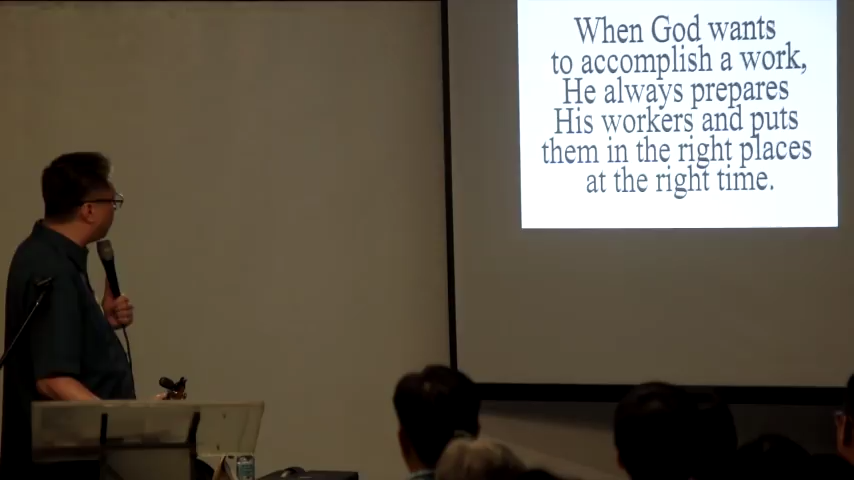 When God wants
to accomplish a work,
He always prepares
His workers and puts
them in the right places
at the right time.